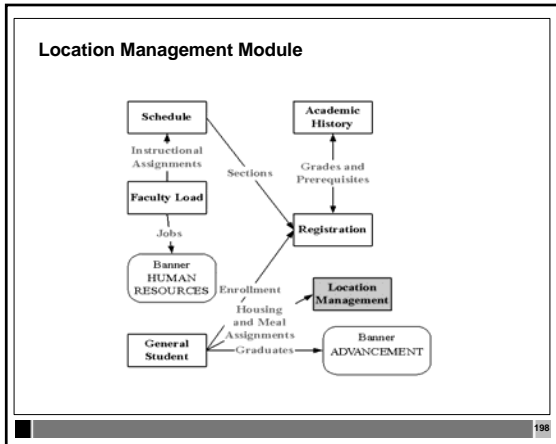 Location Management Module
Schedule
Academic
History
Instructional
Assignments
Sections
Grades and
Prerequisites
Faculty Load
Registration
Jobs
Banner
HUMAN
RESOURCES
Enrollment
Location
Management
Housing
and Meal
Assignments
General
Student
Graduates
Banner
ADVANCEMENT
198